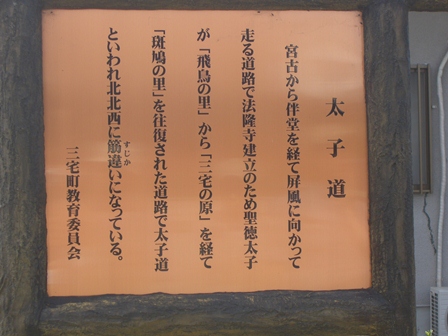 太子道
宮古から伴堂を経て屏風に向かって
走る道路で法隆寺建立のため聖徳太子
が「飛鳥の里」から「三宅の原」を経て
「斑鳩の里」を往復された道路で太子道
といわれ北北西に筋違いになっている。
すじか
三宅町教育委員会